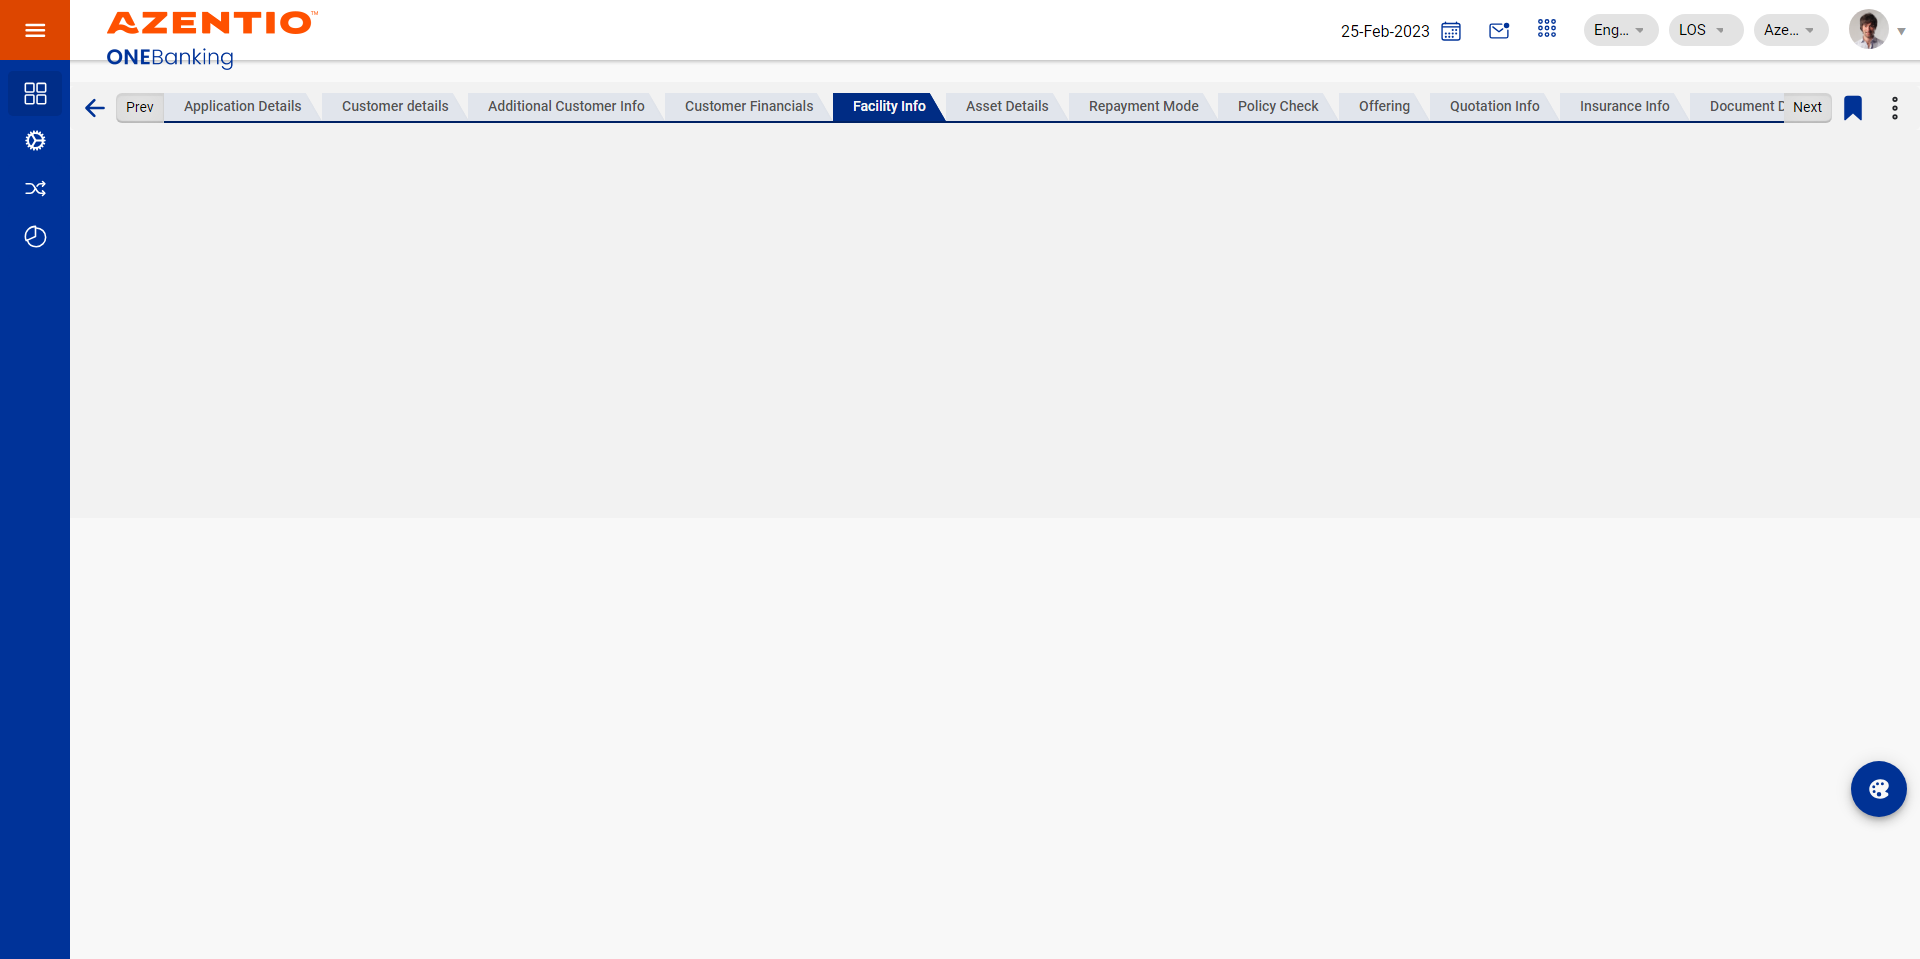 AZENTIO™
ONEBanking
25-Feb-2023
Eng...
LOS
Aze...
Prev
Application Details
Customer details
Additional Customer Info
Customer Financials
Facility Info
Asset Details
Repayment Mode
Policy Check
Offering
Quotation Info
Insurance Info
Document D
Next